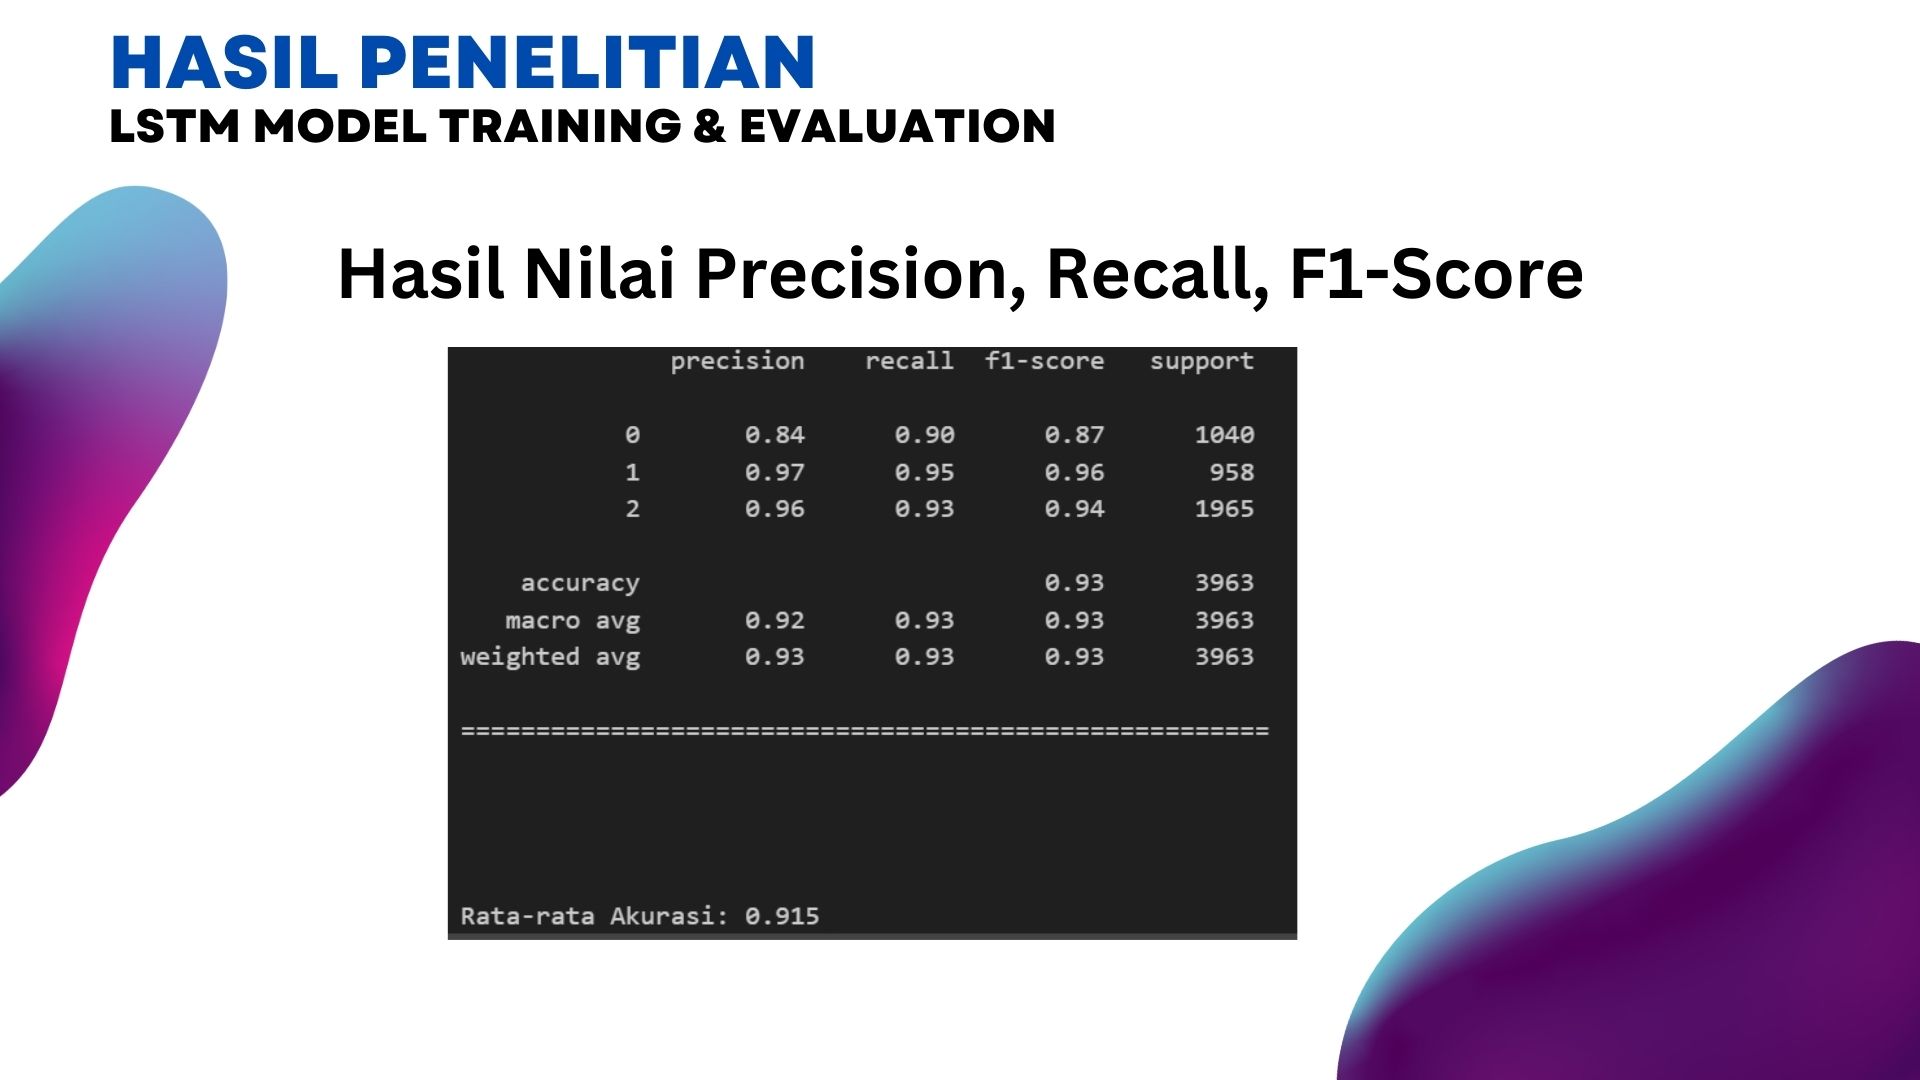 HASIL PENELITIAN
LSTM MODEL TRAINING & EVALUATION
Hasil Nilai Precision, Recall, F1-Score
precision recall f1-score support
0 0.84 0.90 0.87 1040
1 0.97 0.95 0.96 958
2 0.96 0.93 0.94 1965
accuracy 0.93 3963
macro avg 0.92 0.93 0.93 3963
weighted avg 0.93 0.93 0.93 3963
======================================================
Rata-rata Akurasi: 0.915